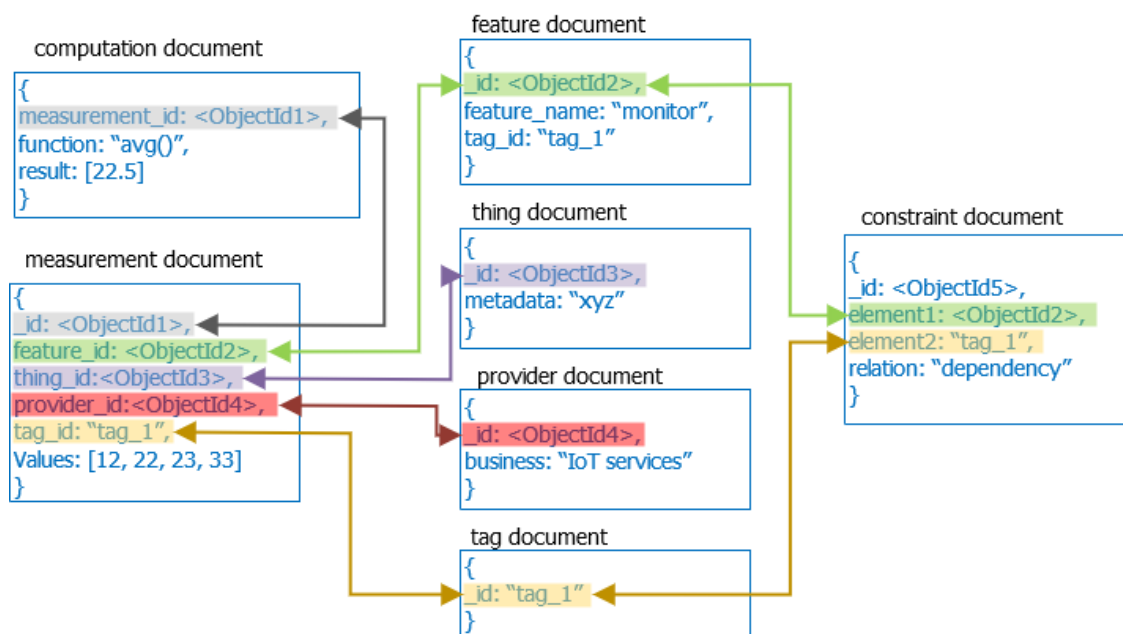 computation document
{
measurement_id: <ObjectId1>,
function: “avg()”,
result: [22.5]
}
measurement document
{
_id: <ObjectId1>,
feature_id: <ObjectId2>,
thing_id:<ObjectId3>,
provider_id:<ObjectId4>,
tag_id: “tag_1”,
Values: [12, 22, 23, 33]
}
feature document
{
_id: <ObjectId2>,
feature_name: “monitor”,
tag_id: “tag_1”
}
thing document
{
_id: <ObjectId3>,
metadata: “xyz”
}
provider document
{
_id: <ObjectId4>,
business: “IoT services”
}
tag document
{
_id: “tag_1”
}
constraint document
{
_id: <ObjectId5>,
element1: <ObjectId2>,
element2: “tag_1”,
relation: “dependency”
}